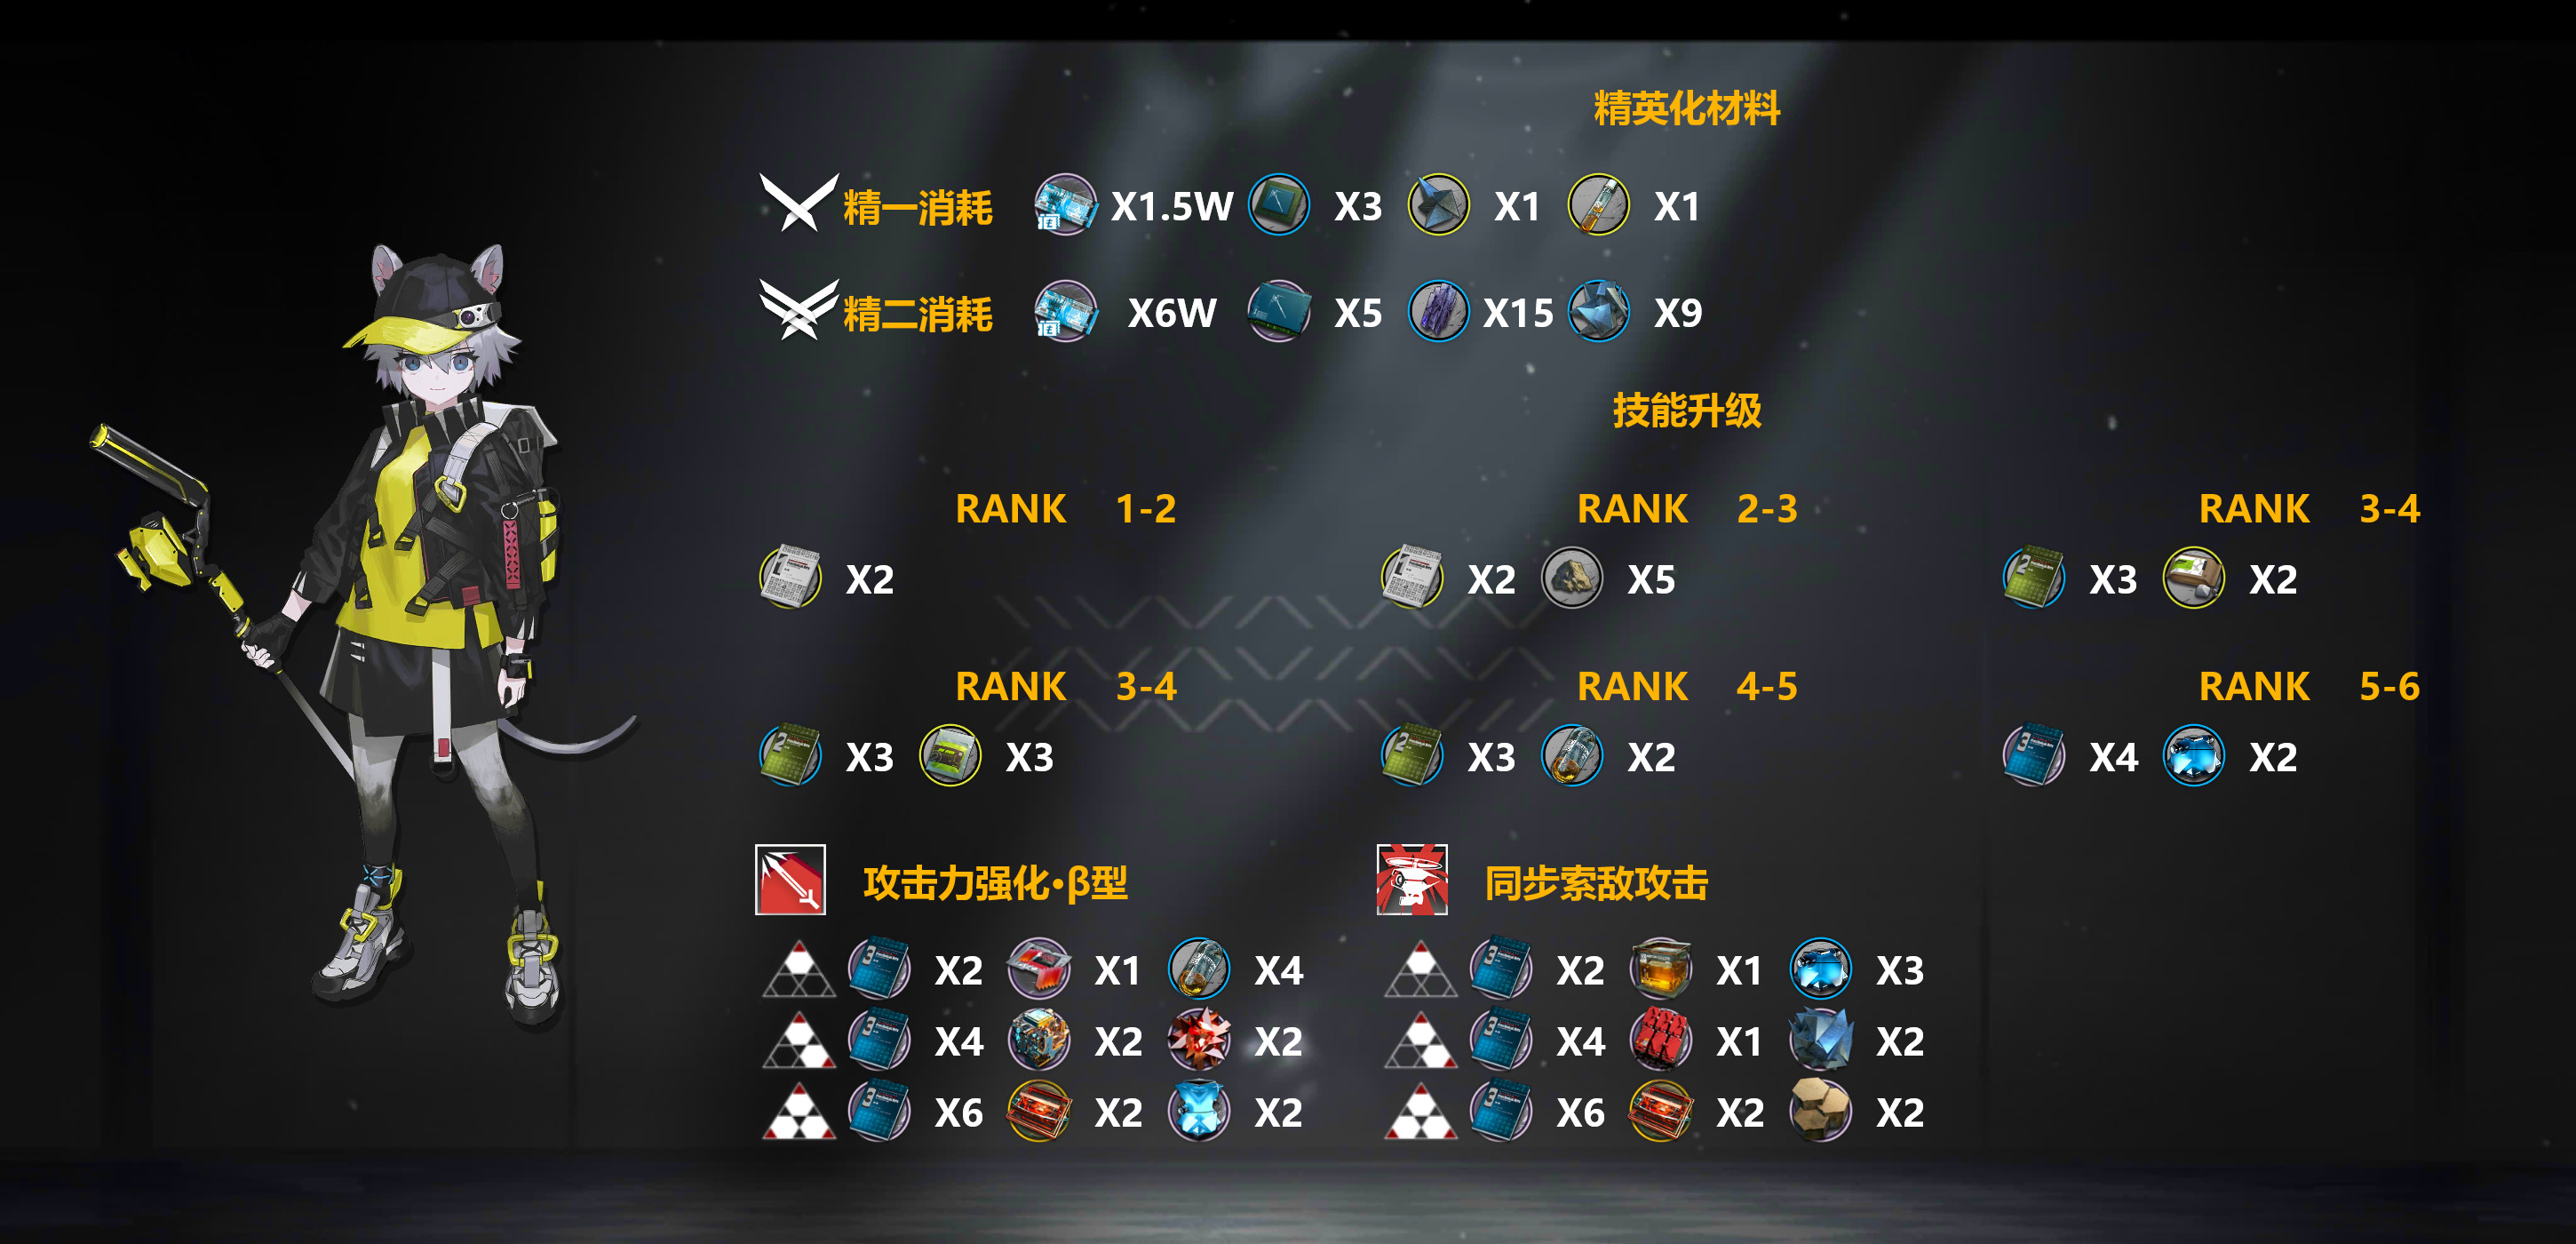 精英化材料
精一消耗 X1.5W X3 X1 X1
精二消耗 X6W X5 X15 X9
技能升级
RANK 1-2 RANK 2-3 RANK 3-4
X2 X2 X5 X3 X2
RANK 3-4 RANK 4-5 RANK 5-6
X3 X3 X3 X2 X4 X2
攻击力强化·β型 同步索敌攻击
X2 X1 X4 X2 X1 X3
X4 X2 X2 X4 X1 X2
X6 X2 X2 X6 X2 X2